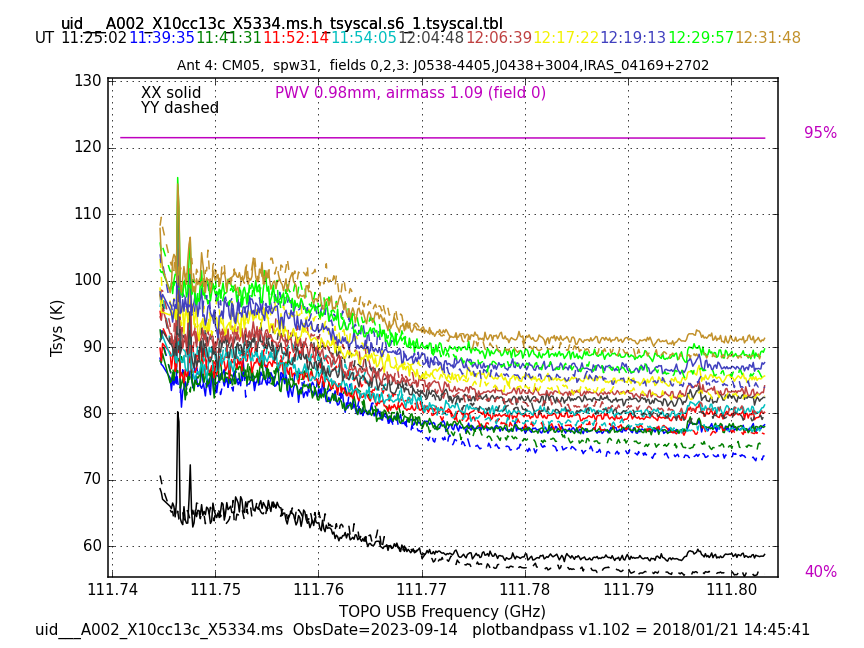 uid___A002_X10cc13c_X5334.ms.h_tsyscal.s6_1.tsyscal.tbl
UT 11:25:02 11:39:35 11:41:31 11:52:14 11:54:05 12:04:48 12:06:39 12:17:22 12:19:13 12:29:57 12:31:48
Ant 4: CM05,  spw31,  fields 0,2,3: J0538-4405,J0438+3004,IRAS_04169+2702
XX solid
YY dashed
PWV 0.98mm, airmass 1.09 (field 0)
95%
40%
130
120
110
100
90
80
70
60
Tsys (K)
111.74 111.75 111.76 111.77 111.78 111.79 111.80
TOPO USB Frequency (GHz)
uid___A002_X10cc13c_X5334.ms  ObsDate=2023-09-14   plotbandpass v1.102 = 2018/01/21 14:45:41